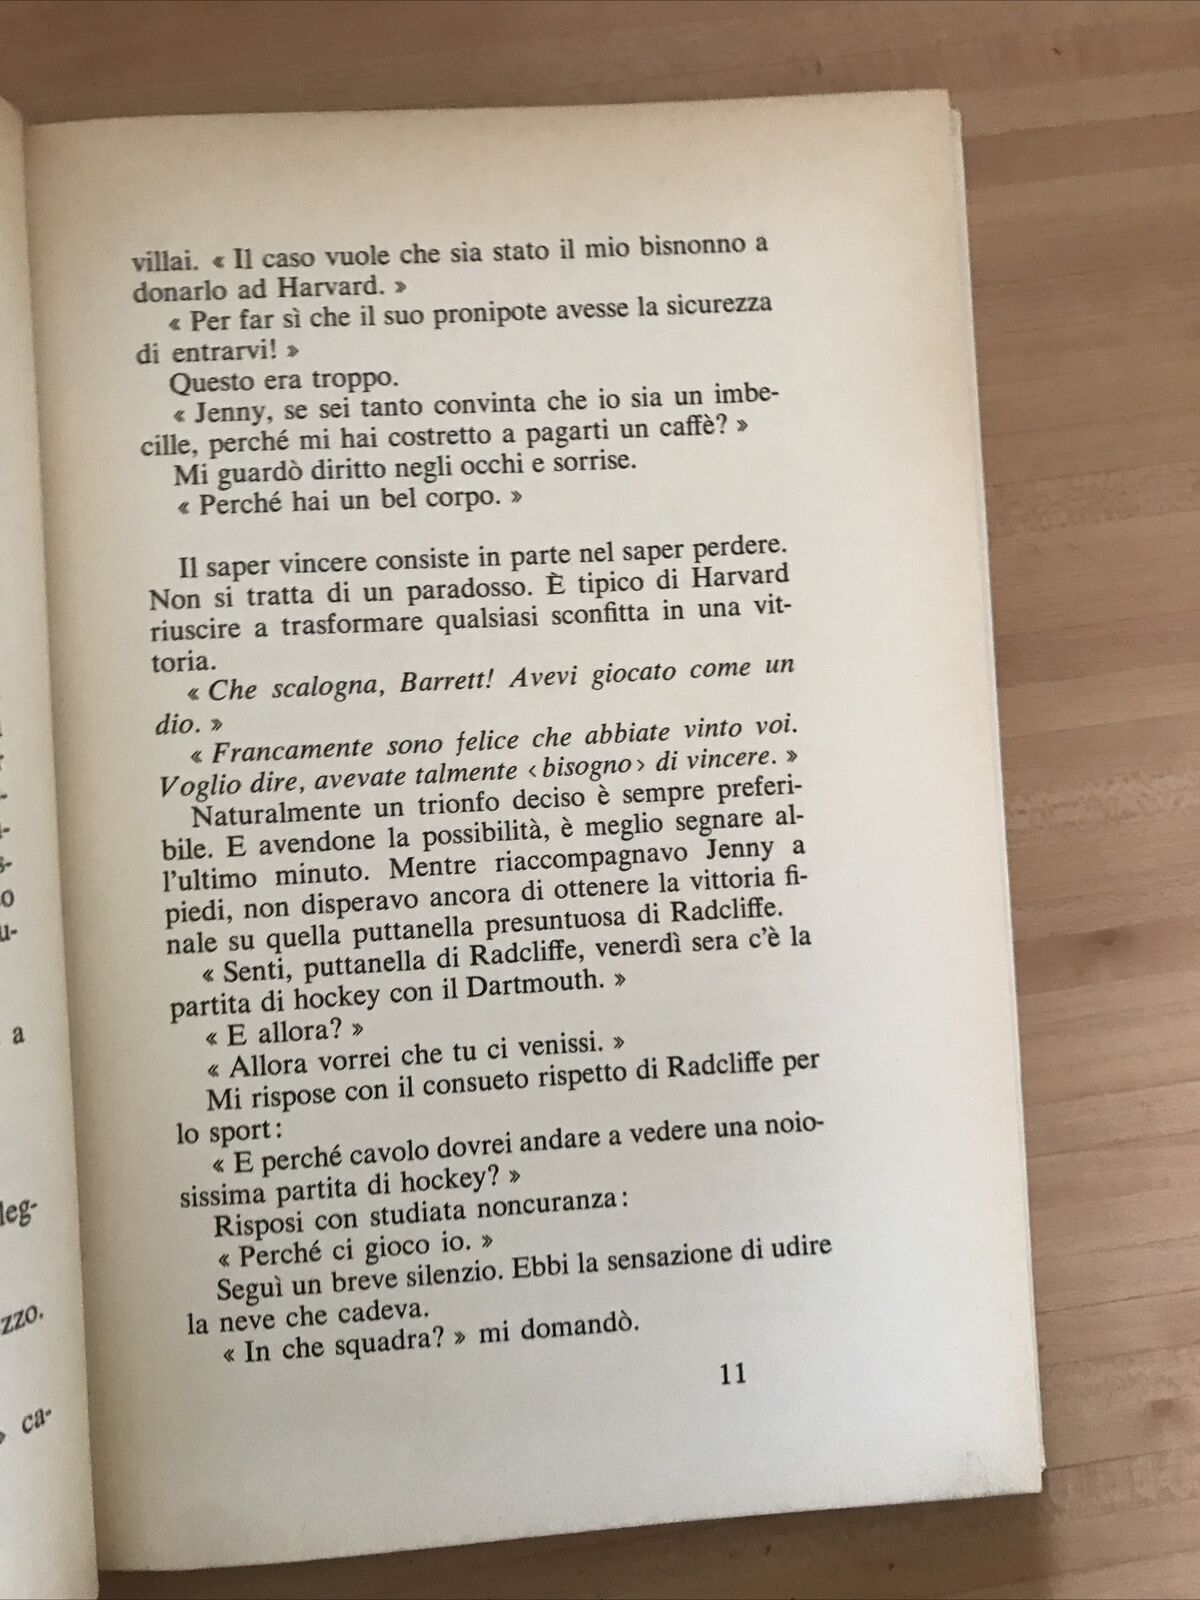 villai. « Il caso vuole che sia stato il mio bisnonno a
donarlo ad Harvard. »
« Per far sì che il suo pronipote avesse la sicurezza
di entrarvi! »
Questo era troppo.
« Jenny, se sei tanto convinta che io sia un imbe-
cille, perché mi hai costretto a pagarti un caffè? »
Mi guardò diritto negli occhi e sorrise.
« Perché hai un bel corpo. »
Il saper vincere consiste in parte nel saper perdere.
Non si tratta di un paradosso. È tipico di Harvard
riuscire a trasformare qualsiasi sconfitta in una vit-
toria.
« Che scalogna, Barrett! Avevi giocato come un
dio. »
« Francamente sono felice che abbiate vinto voi.
Voglio dire, avevate talmente ‹ bisogno › di vincere. »
Naturalmente un trionfo deciso è sempre preferi-
bile. E avendone la possibilità, è meglio segnare al-
l'ultimo minuto. Mentre riaccompagnavo Jenny a
piedi, non disperavo ancora di ottenere la vittoria fi-
nale su quella puttanella presuntuosa di Radcliffe.
« Senti, puttanella di Radcliffe, venerdì sera c'è la
partita di hockey con il Dartmouth. »
« E allora? »
« Allora vorrei che tu ci venissi. »
Mi rispose con il consueto rispetto di Radcliffe per
lo sport:
« E perché cavolo dovrei andare a vedere una noio-
sissima partita di hockey? »
Risposi con studiata noncuranza:
« Perché ci gioco io. »
Seguì un breve silenzio. Ebbi la sensazione di udire
la neve che cadeva.
« In che squadra? » mi domandò.
11